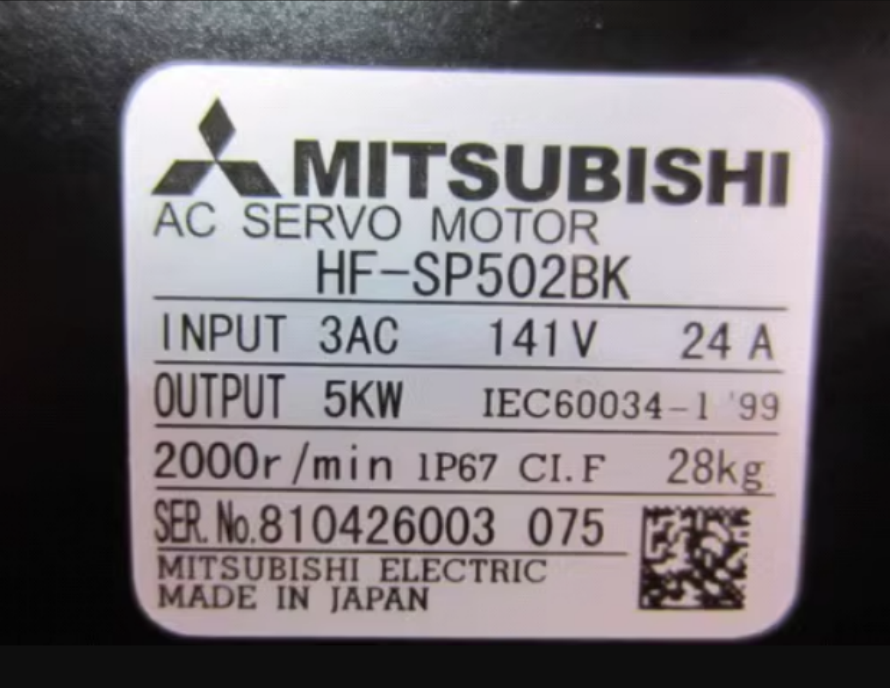 MITSUBISHI
AC SERVO MOTOR
HF-SP502BK
INPUT 3AC 141V 24 A
OUTPUT 5KW IEC60034-1 '99
2000r/min IP67 CI.F 28kg
SER.No.810426003 075
MITSUBISHI ELECTRIC
MADE IN JAPAN